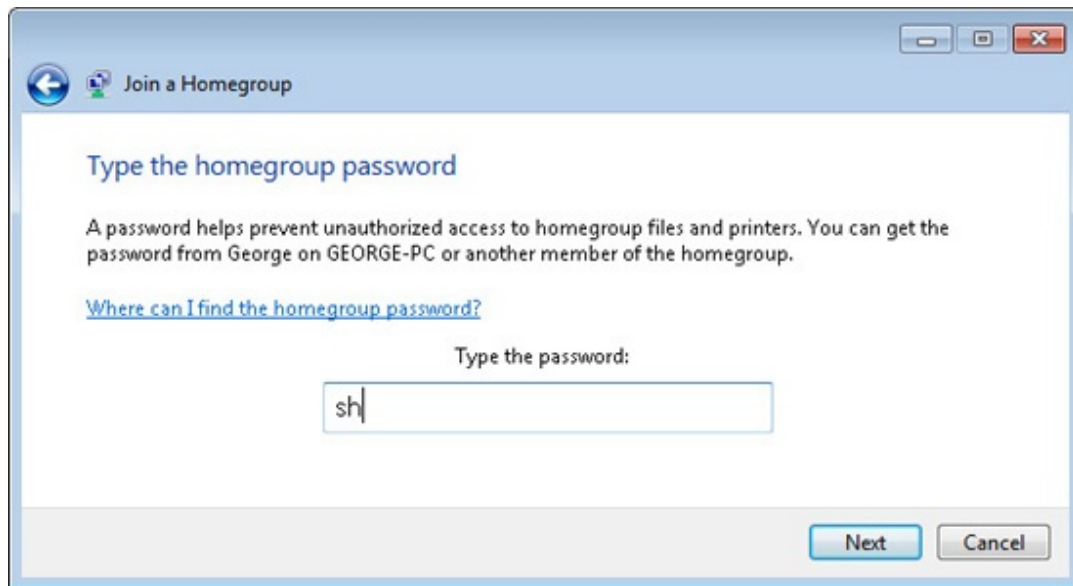 Join a Homegroup
Type the homegroup password
A password helps prevent unauthorized access to homegroup files and printers. You can get the
password from George on GEORGE-PC or another member of the homegroup.
Where can I find the homegroup password?
Type the password:
sh
Next Cancel